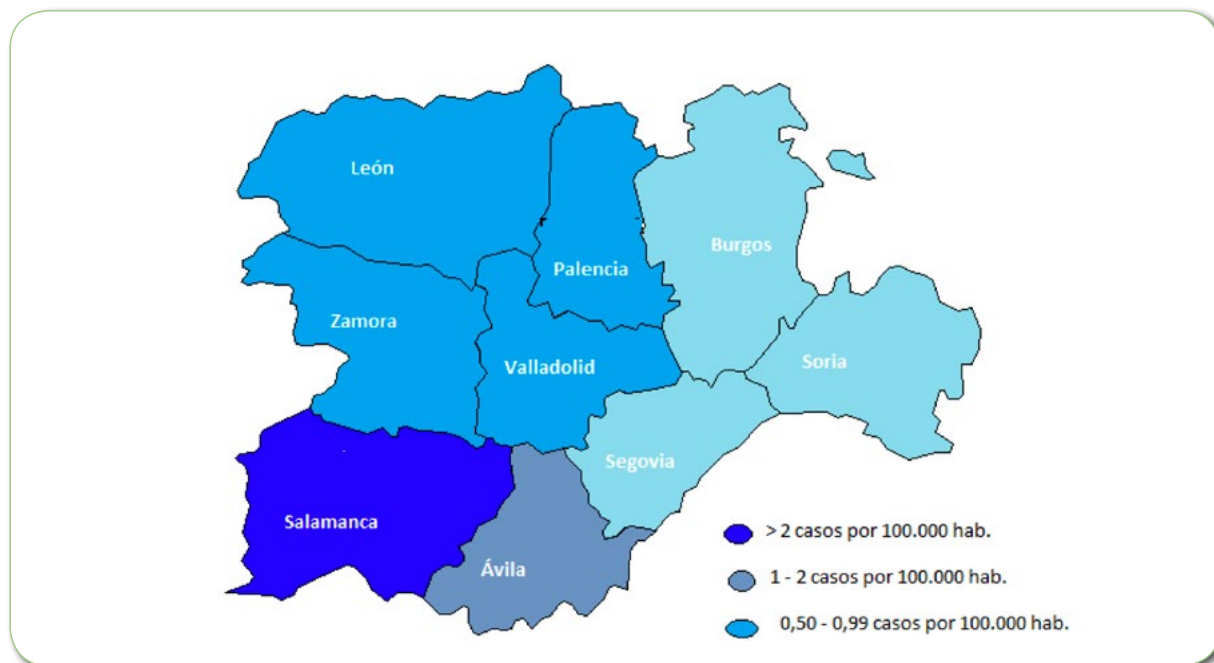 León
Palencia
Burgos
Zamora
Valladolid
Soria
Segovia
Salamanca
Ávila
> 2 casos por 100.000 hab.
1 - 2 casos por 100.000 hab.
0,50 - 0,99 casos por 100.000 hab.